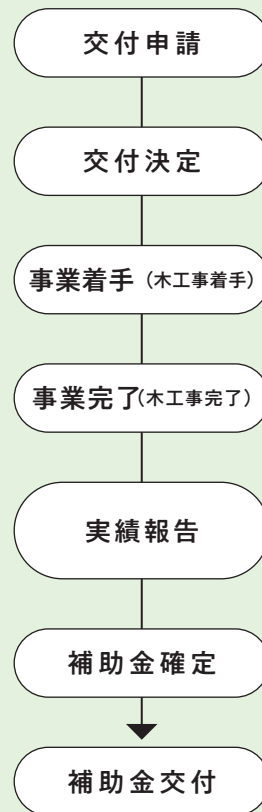 交付申請
交付決定
事業着手（木工事着手）
事業完了（木工事完了）
実績報告
補助金確定
補助金交付